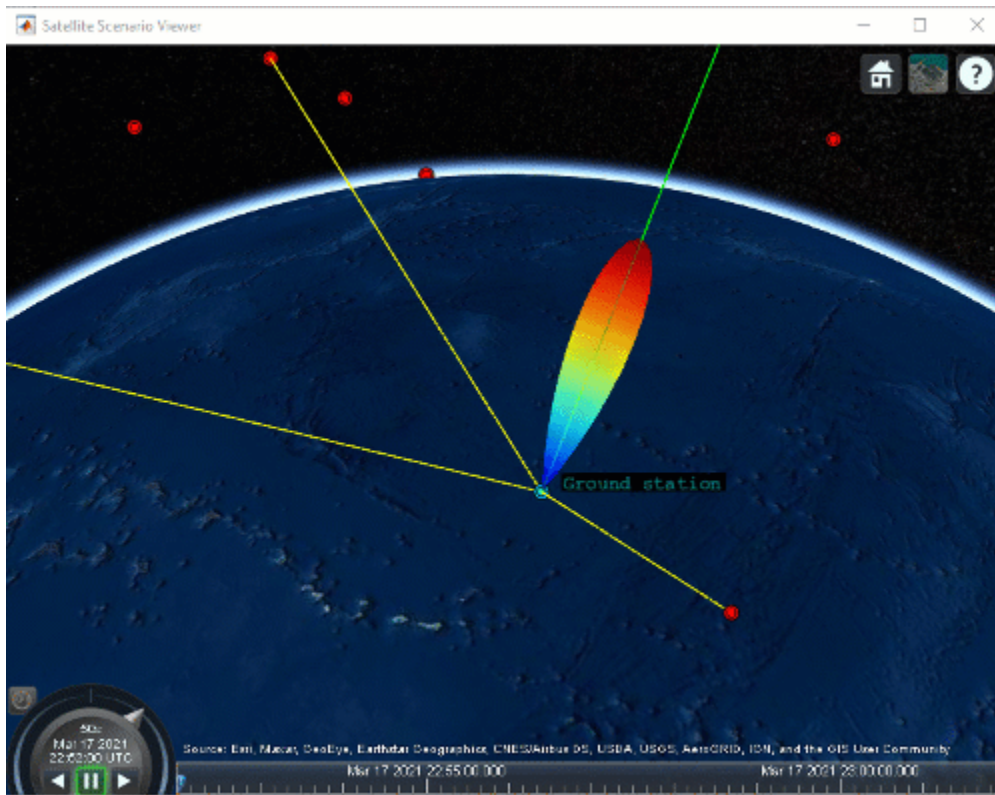 Satellite Scenario Viewer
?
Ground station
Mar 17 2021
22:52:00 UTC
Source: Esri, Maxar, GeoEye, Earthstar Geographics, CNES/Airbus DS, USDA, USGS, AeroGRID, IGN, and the GIS User Community
Mar 17 2021 22:55:00.000
Mar 17 2021 23:00:00.000